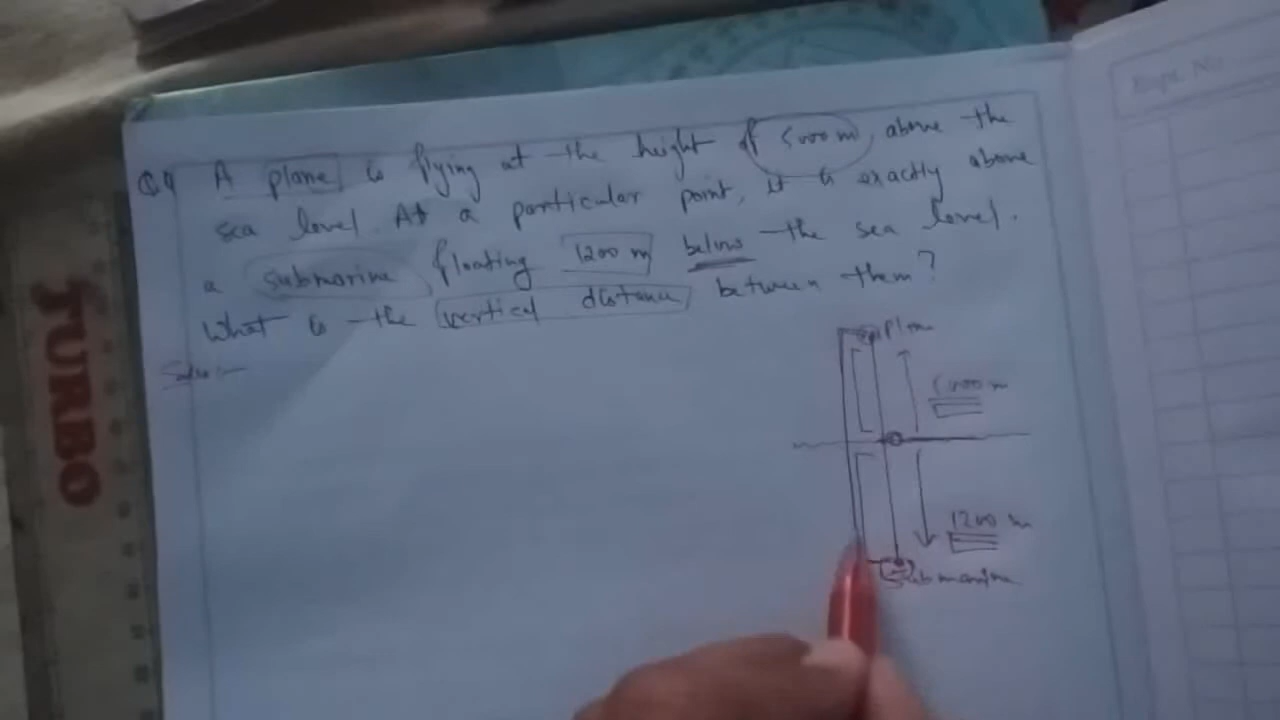 Q.9 A plane is flying at the height of 5000 m, above the
sea level. At a particular point, it is exactly above
a submarine floating 1200 m below the sea level.
What is the vertical distance between them?
Soln:-
plane
5000 m
1200 m
Submarine
TURBO